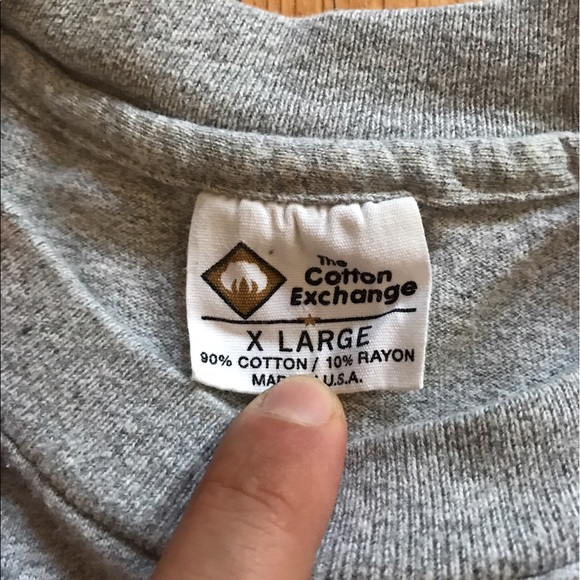 The
Cotton
Exchange
X LARGE
90% COTTON / 10% RAYON
U.S.A.